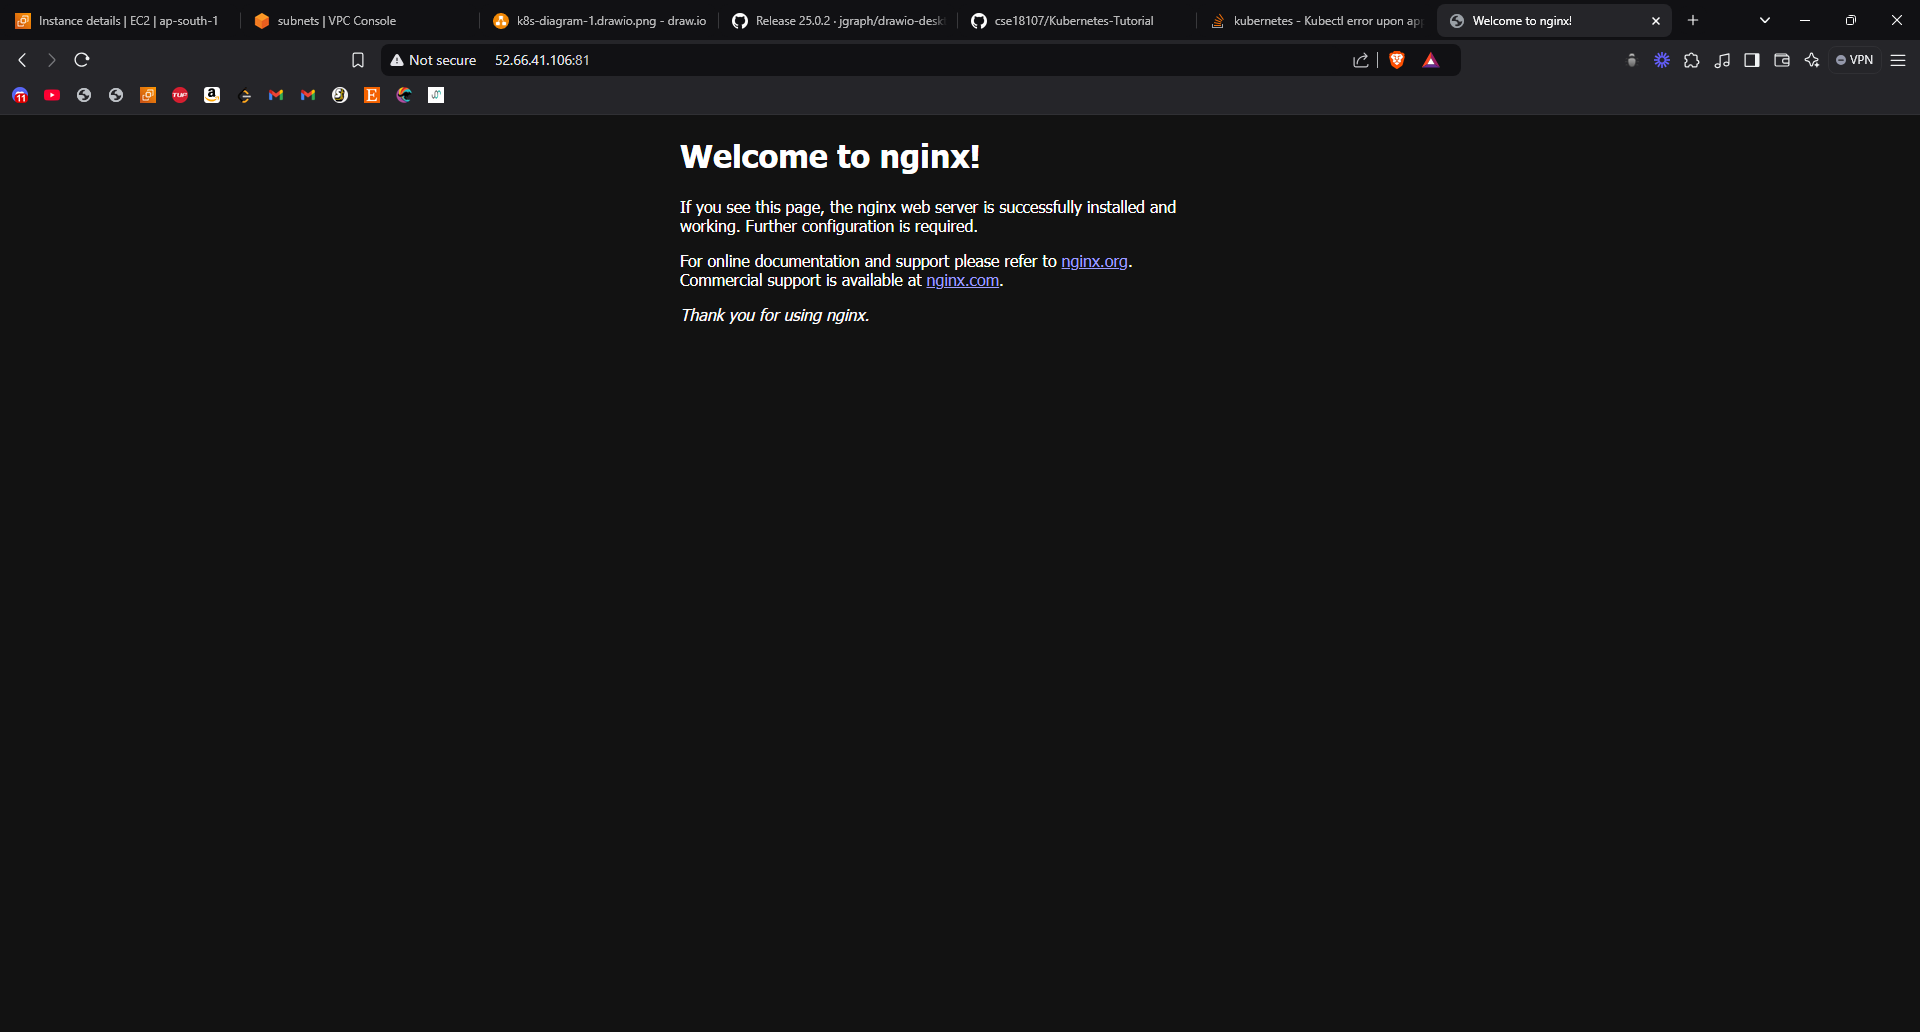 Instance details | EC2 | ap-south-1
subnets | VPC Console
k8s-diagram-1.drawio.png - draw.io
Release 25.0.2 · jgraph/drawio-desk
cse18107/Kubernetes-Tutorial
kubernetes - Kubectl error upon app
Welcome to nginx!
Not secure
52.66.41.106:81
VPN
11
TUF
a
E
Welcome to nginx!
If you see this page, the nginx web server is successfully installed and
working. Further configuration is required.
For online documentation and support please refer to nginx.org.
Commercial support is available at nginx.com.
Thank you for using nginx.